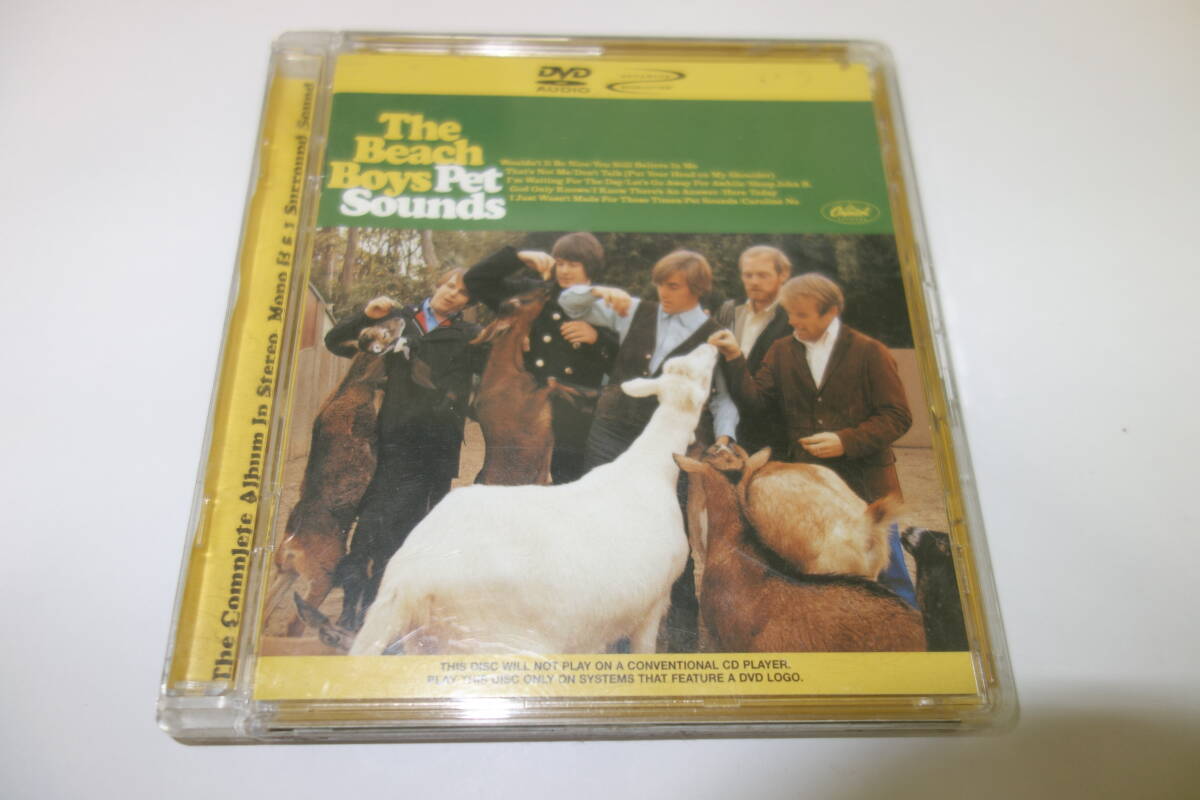 DVD
AUDIO
The
Beach
Boys Pet
Sounds
Wouldn't It Be Nice/You Still Believe In Me
That's Not Me/Don't Talk (Put Your Head on My Shoulder)
I'm Waiting For The Day/Let's Go Away For Awhile/Sloop John B.
God Only Knows/I Know There's An Answer/Here Today
I Just Wasn't Made For These Times/Pet Sounds/Caroline No
Capitol
The Complete Album In Stereo, Mono & 5.1 Surround Sound
THIS DISC WILL NOT PLAY ON A CONVENTIONAL CD PLAYER.
PLAY THIS DISC ONLY ON SYSTEMS THAT FEATURE A DVD LOGO.